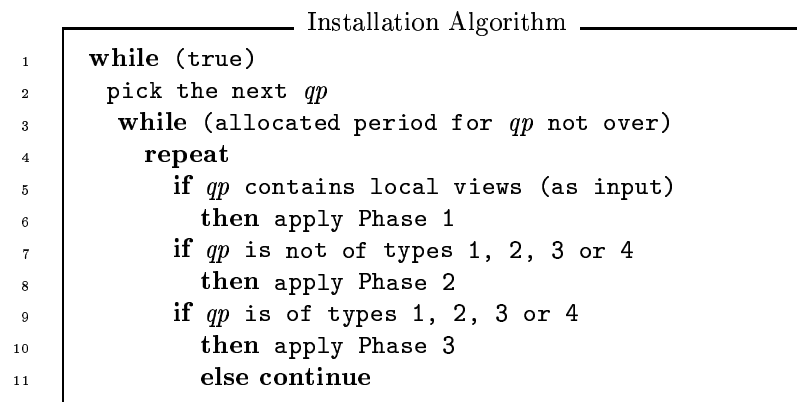 Installation Algorithm
1 while (true)
2 pick the next qp
3 while (allocated period for qp not over)
4 repeat
5 if qp contains local views (as input)
6 then apply Phase 1
7 if qp is not of types 1, 2, 3 or 4
8 then apply Phase 2
9 if qp is of types 1, 2, 3 or 4
10 then apply Phase 3
11 else continue